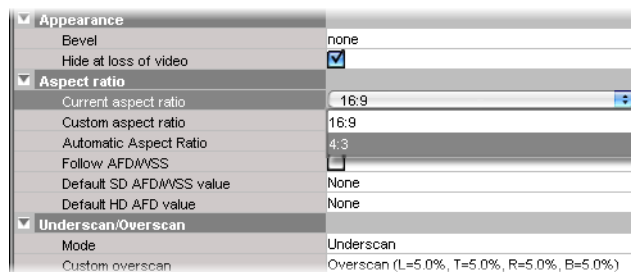 Appearance
Bevel none
Hide at loss of video
Aspect ratio
Current aspect ratio 16:9
Custom aspect ratio 16:9
Automatic Aspect Ratio 4:3
Follow AFD/WSS
Default SD AFD/WSS value None
Default HD AFD value None
Underscan/Overscan
Mode Underscan
Custom overscan Overscan (L=5.0%, T=5.0%, R=5.0%, B=5.0%)